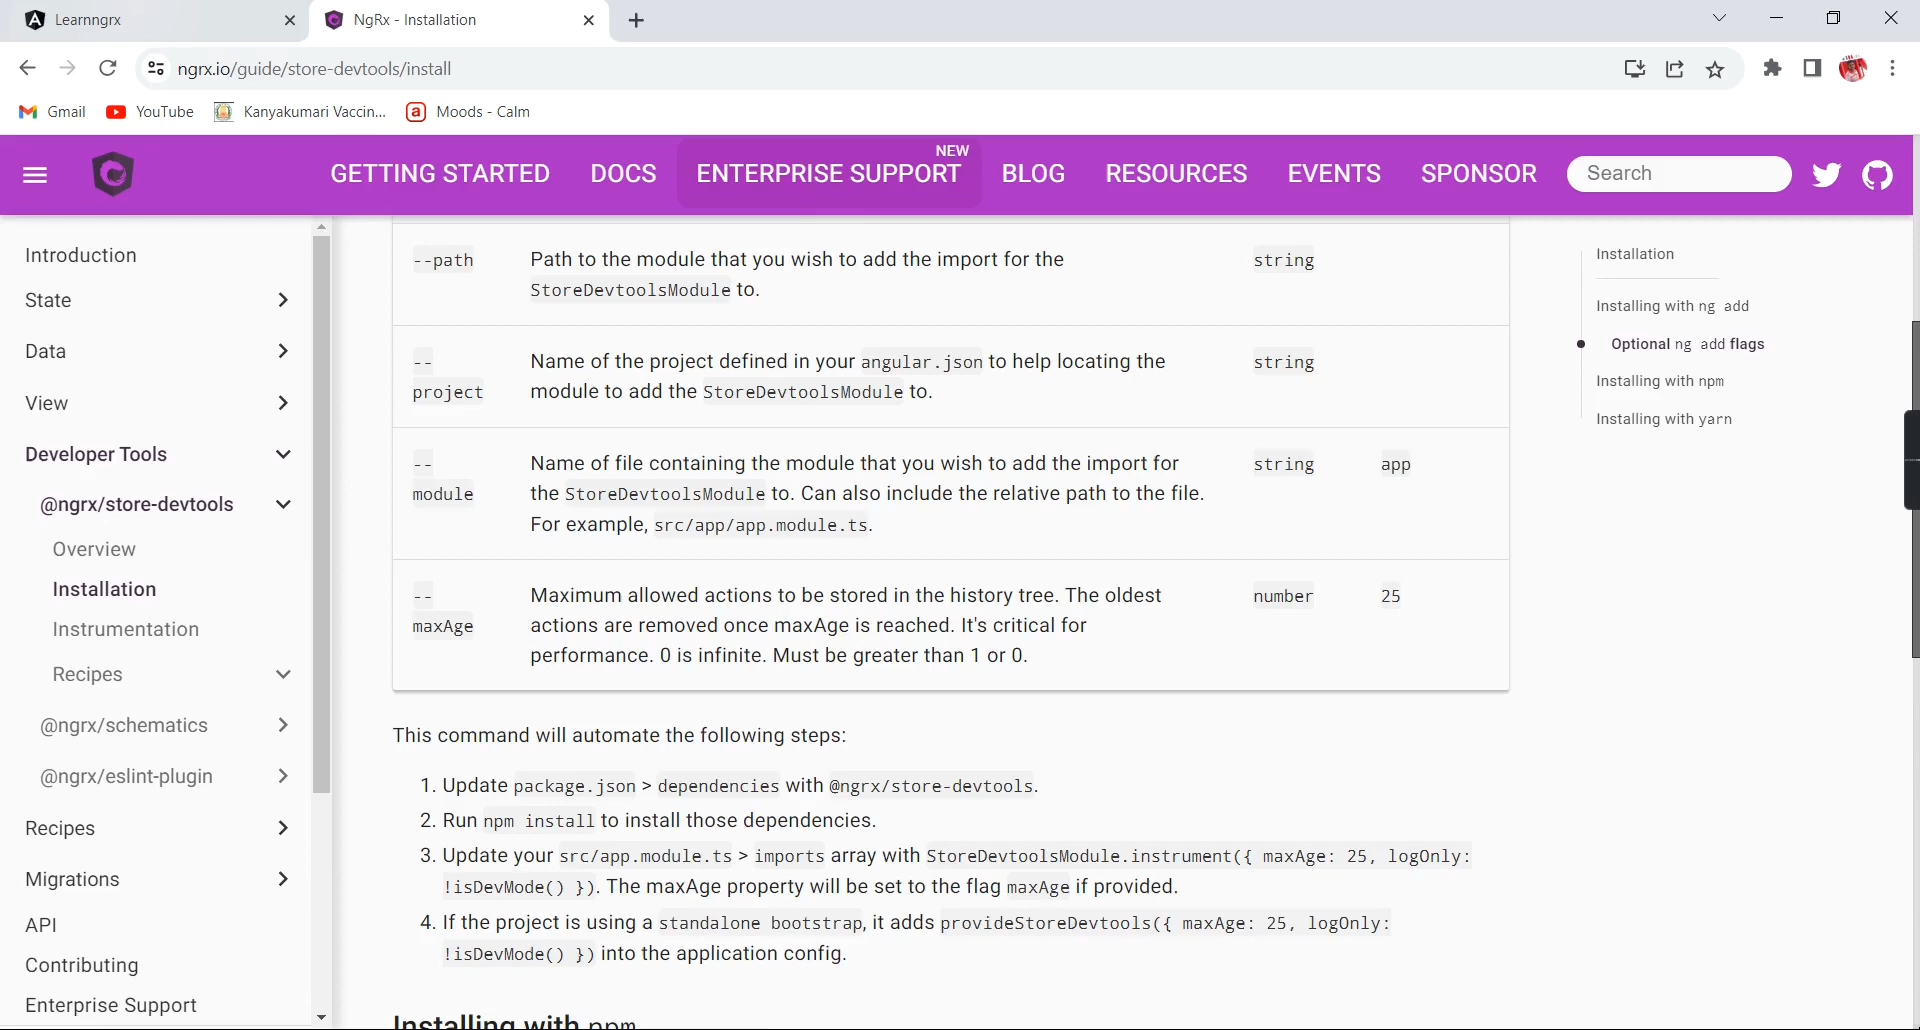 Learnngrx
NgRx - Installation
ngrx.io/guide/store-devtools/install
Gmail
YouTube
Kanyakumari Vaccin...
a
Moods - Calm
GETTING STARTED
DOCS
ENTERPRISE SUPPORT
NEW
BLOG
RESOURCES
EVENTS
SPONSOR
Search
Introduction
State
Data
View
Developer Tools
@ngrx/store-devtools
Overview
Installation
Instrumentation
Recipes
@ngrx/schematics
@ngrx/eslint-plugin
Recipes
Migrations
API
Contributing
Enterprise Support
--path
Path to the module that you wish to add the import for the
StoreDevtoolsModule to.
string
--
project
Name of the project defined in your angular.json to help locating the
module to add the StoreDevtoolsModule to.
string
--
module
Name of file containing the module that you wish to add the import for
the StoreDevtoolsModule to. Can also include the relative path to the file.
For example, src/app/app.module.ts.
string
app
--
maxAge
Maximum allowed actions to be stored in the history tree. The oldest
actions are removed once maxAge is reached. It's critical for
performance. 0 is infinite. Must be greater than 1 or 0.
number
25
This command will automate the following steps:
1. Update package.json > dependencies with @ngrx/store-devtools.
2. Run npm install to install those dependencies.
3. Update your src/app.module.ts > imports array with StoreDevtoolsModule.instrument({ maxAge: 25, logOnly:
!isDevMode() }). The maxAge property will be set to the flag maxAge if provided.
4. If the project is using a standalone bootstrap, it adds provideStoreDevtools({ maxAge: 25, logOnly:
!isDevMode() }) into the application config.
Installing with npm
Installation
Installing with ng add
Optional ng add flags
Installing with npm
Installing with yarn